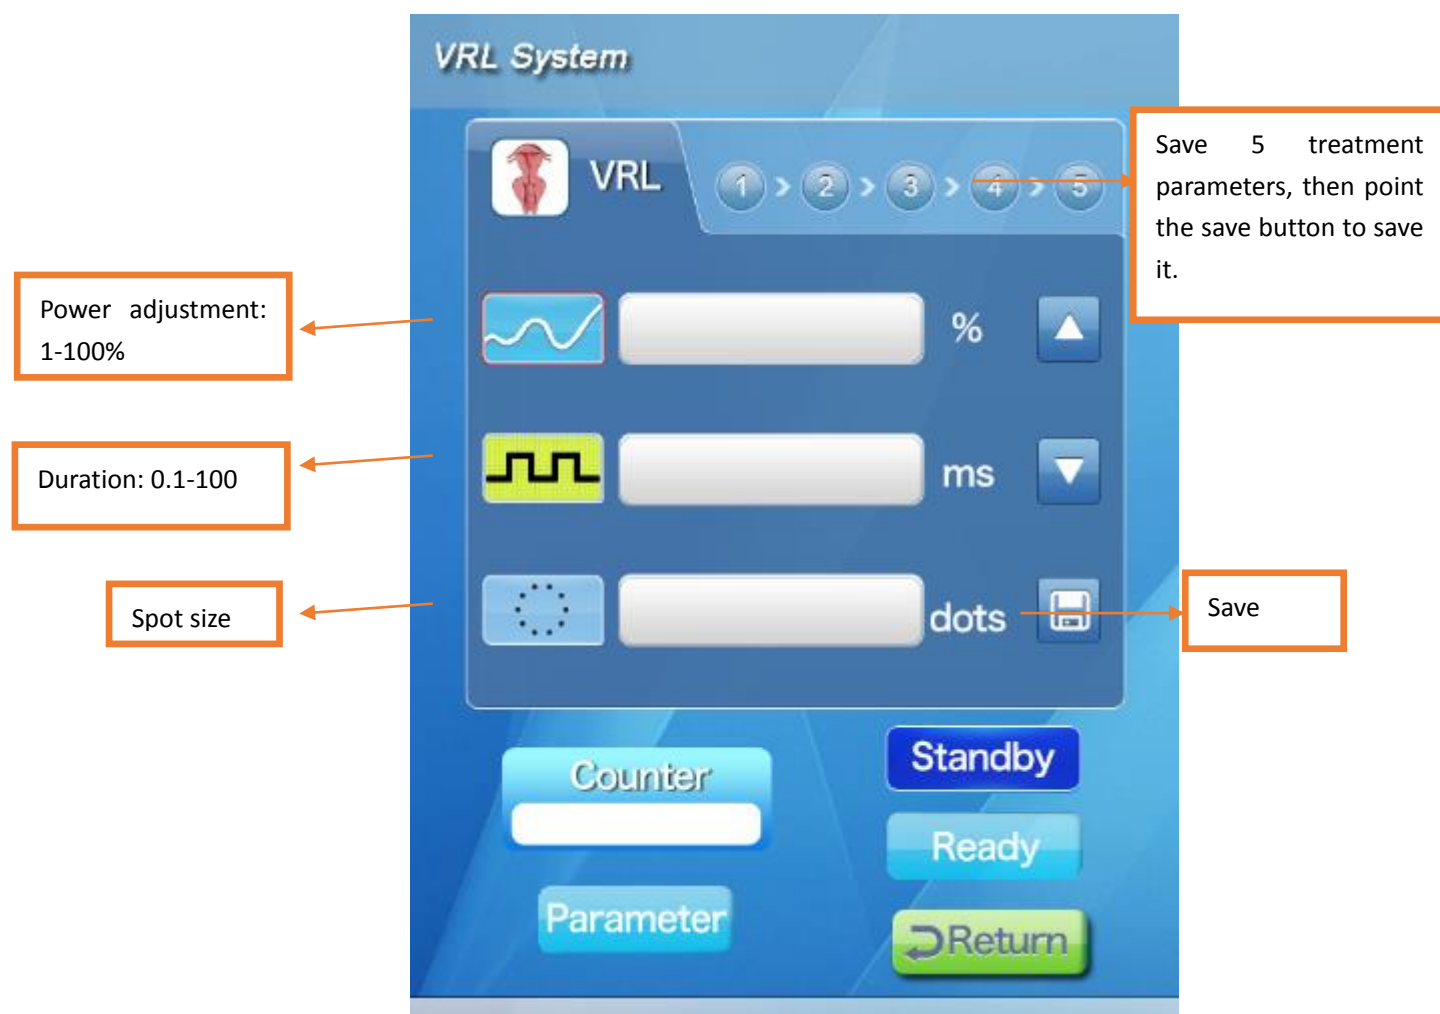 VRL System
VRL
1 > 2 > 3 > 4 > 5
Save 5 treatment
parameters, then point
the save button to save
it.
Power adjustment:
1-100%
%
Duration: 0.1-100
ms
Spot size
dots
Save
Counter
Standby
Ready
Parameter
Return